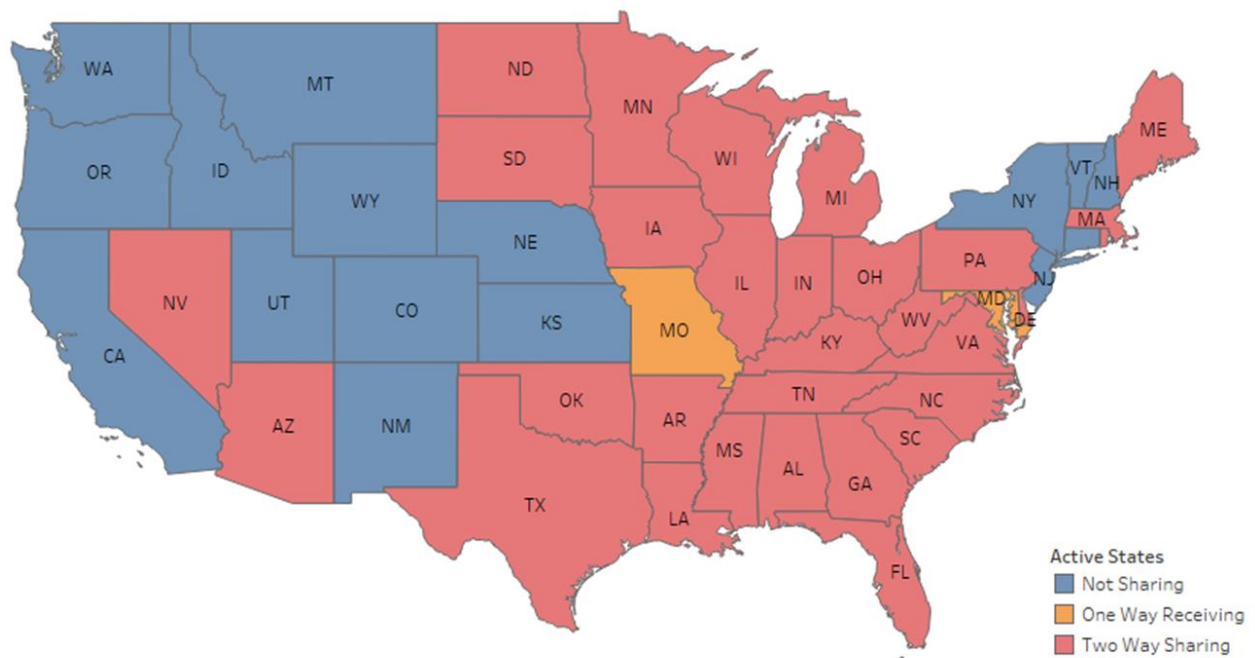 WA
MT
ND
MN
OR
ID
WY
SD
WI
MI
ME
VT
NH
NY
MA
NE
IA
PA
NV
UT
CO
KS
MO
IL
IN
OH
NJ
MD
DE
WV
VA
KY
CA
AZ
NM
OK
AR
TN
NC
SC
MS
AL
GA
TX
LA
FL
Active States
Not Sharing
One Way Receiving
Two Way Sharing